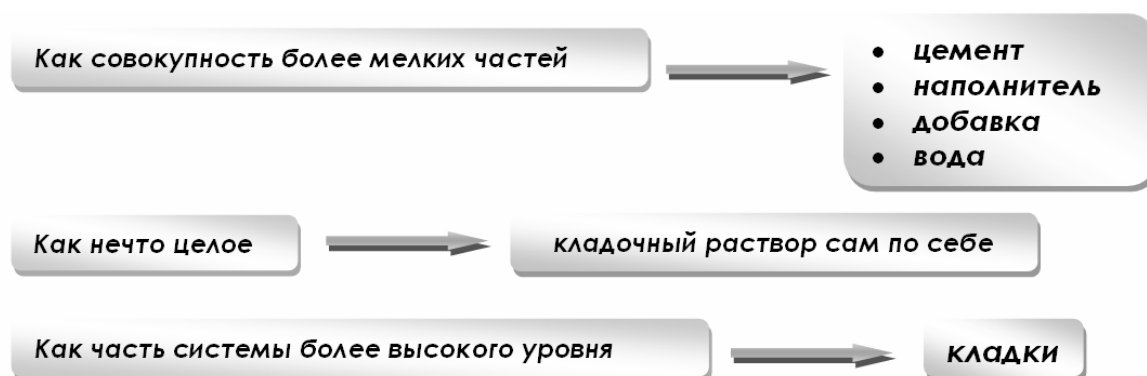 Как совокупность более мелких частей
• цемент
• наполнитель
• добавка
• вода
Как нечто целое
кладочный раствор сам по себе
Как часть системы более высокого уровня
кладки